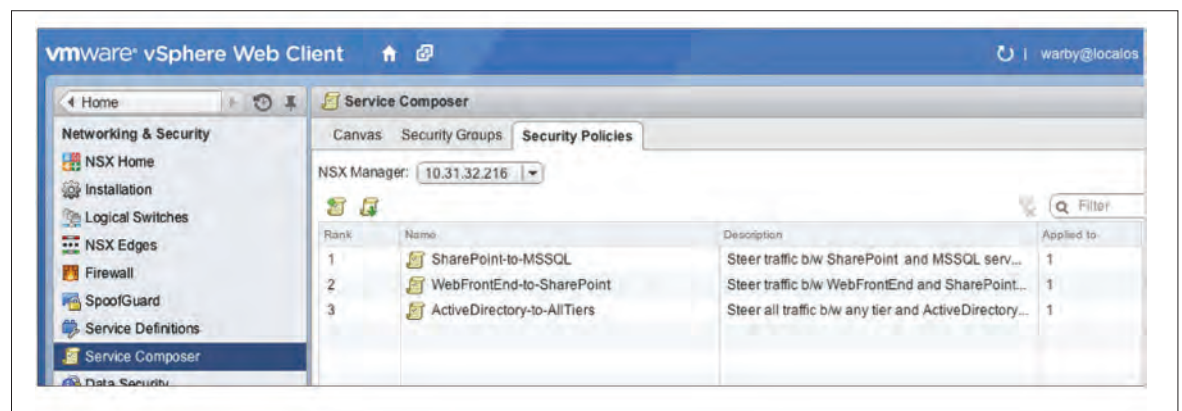 vmware vSphere Web Client
warby@localos
Home
Networking & Security
NSX Home
Installation
Logical Switches
NSX Edges
Firewall
SpoofGuard
Service Definitions
Service Composer
Data Security
Service Composer
Canvas Security Groups Security Policies
NSX Manager: 10.31.32.216
Filter
Rank Name Description Applied to
1 SharePoint-to-MSSQL Steer traffic b/w SharePoint and MSSQL serv... 1
2 WebFrontEnd-to-SharePoint Steer traffic b/w WebFrontEnd and SharePoint... 1
3 ActiveDirectory-to-AllTiers Steer all traffic b/w any tier and ActiveDirectory... 1